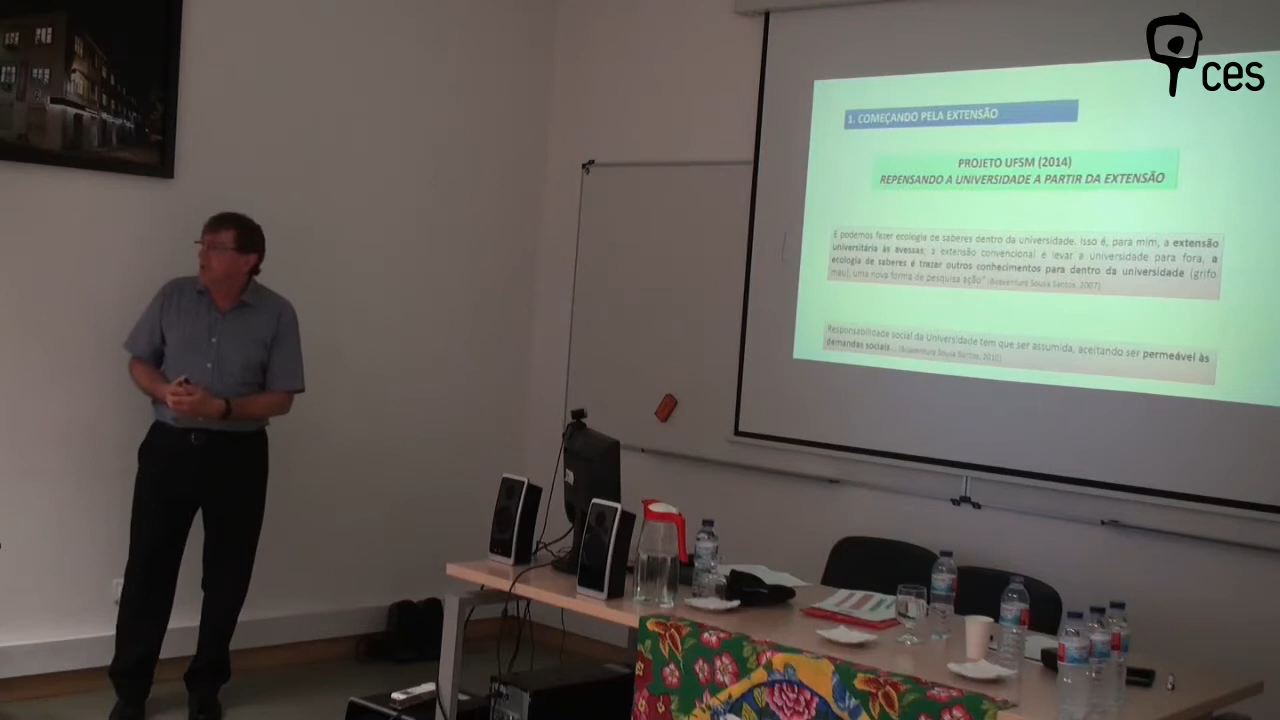 ces
1. COMEÇANDO PELA EXTENSÃO
PROJETO UFSM (2014)
REPENSANDO A UNIVERSIDADE A PARTIR DA EXTENSÃO
E podemos fazer ecologia de saberes dentro da universidade. Isso é, para mim, a extensão
universitária às avessas: a extensão convencional é levar a universidade para fora, a
ecologia de saberes é trazer outros conhecimentos para dentro da universidade (grifo
meu), uma nova forma de pesquisa ação" (Boaventura Sousa Santos, 2007)
Responsabilidade social da Universidade tem que ser assumida, aceitando ser permeável às
demandas sociais... (Boaventura Sousa Santos, 2010)